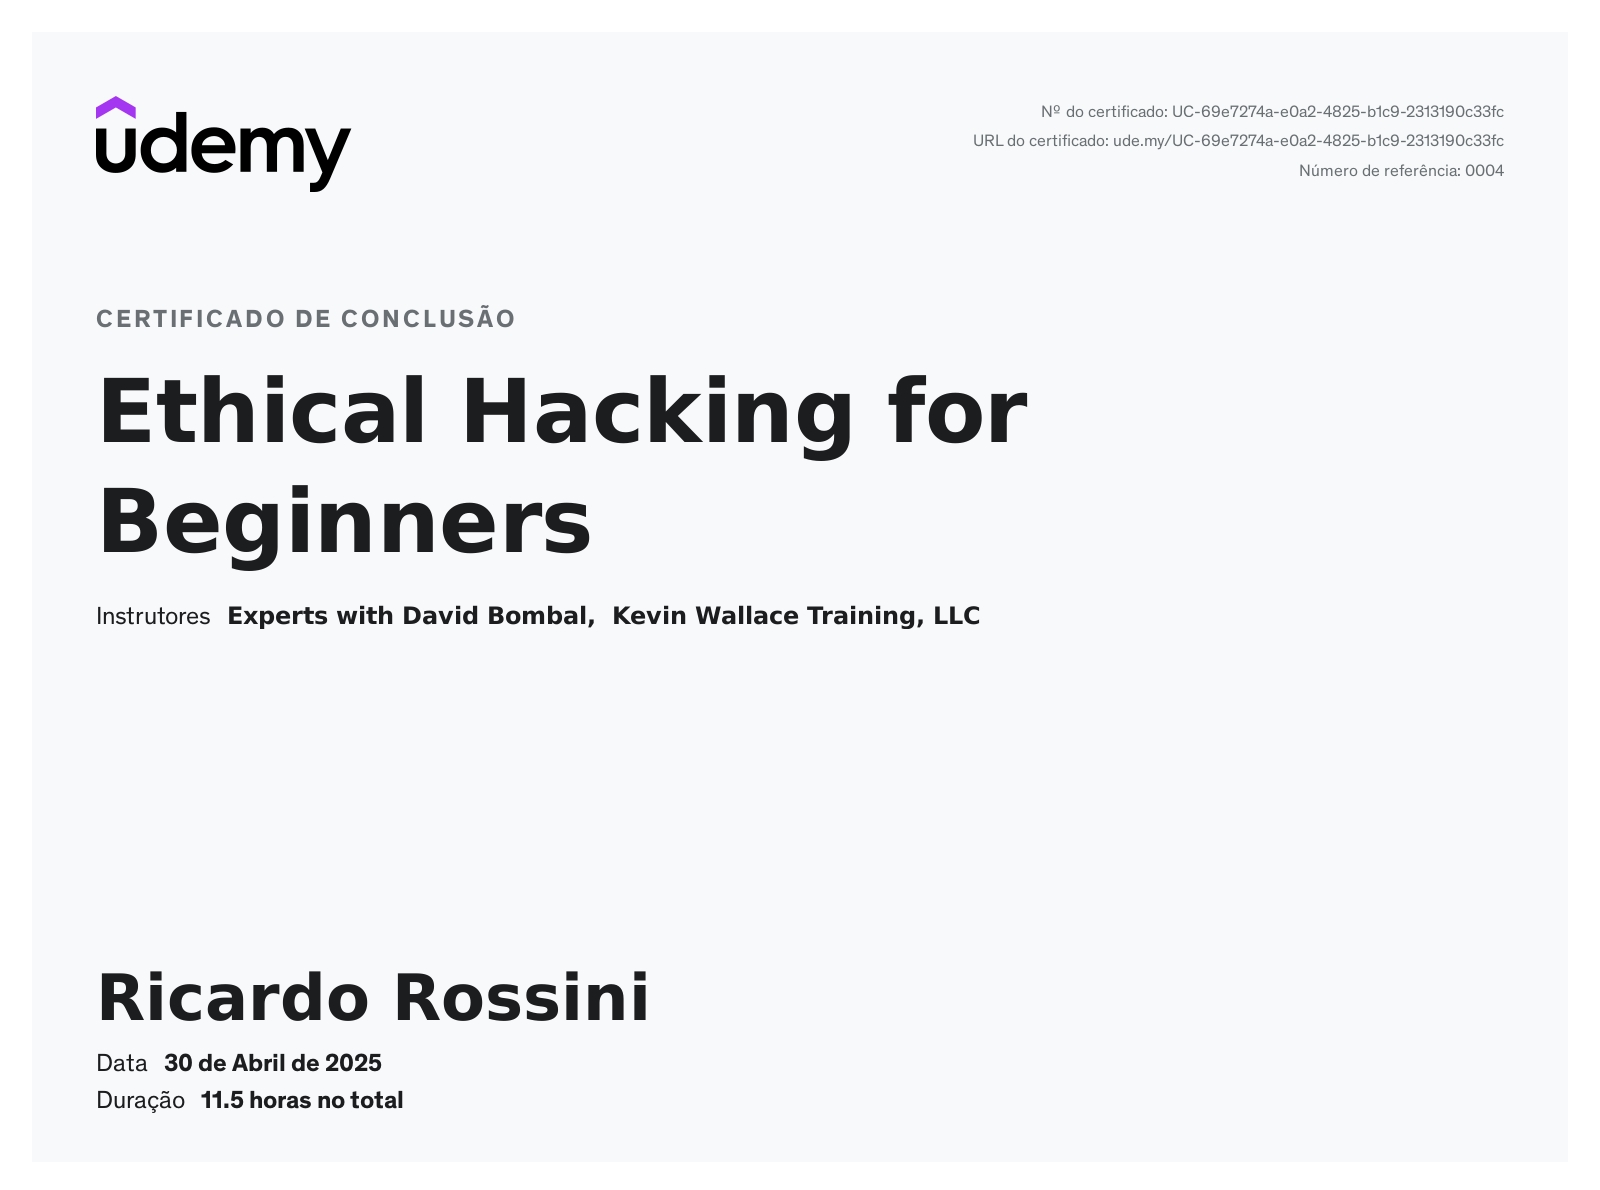 udemy
Nº do certificado: UC-69e7274a-e0a2-4825-b1c9-2313190c33fc
URL do certificado: ude.my/UC-69e7274a-e0a2-4825-b1c9-2313190c33fc
Número de referência: 0004
CERTIFICADO DE CONCLUSÃO
Ethical Hacking for
Beginners
Instrutores Experts with David Bombal, Kevin Wallace Training, LLC
Ricardo Rossini
Data 30 de Abril de 2025
Duração 11.5 horas no total